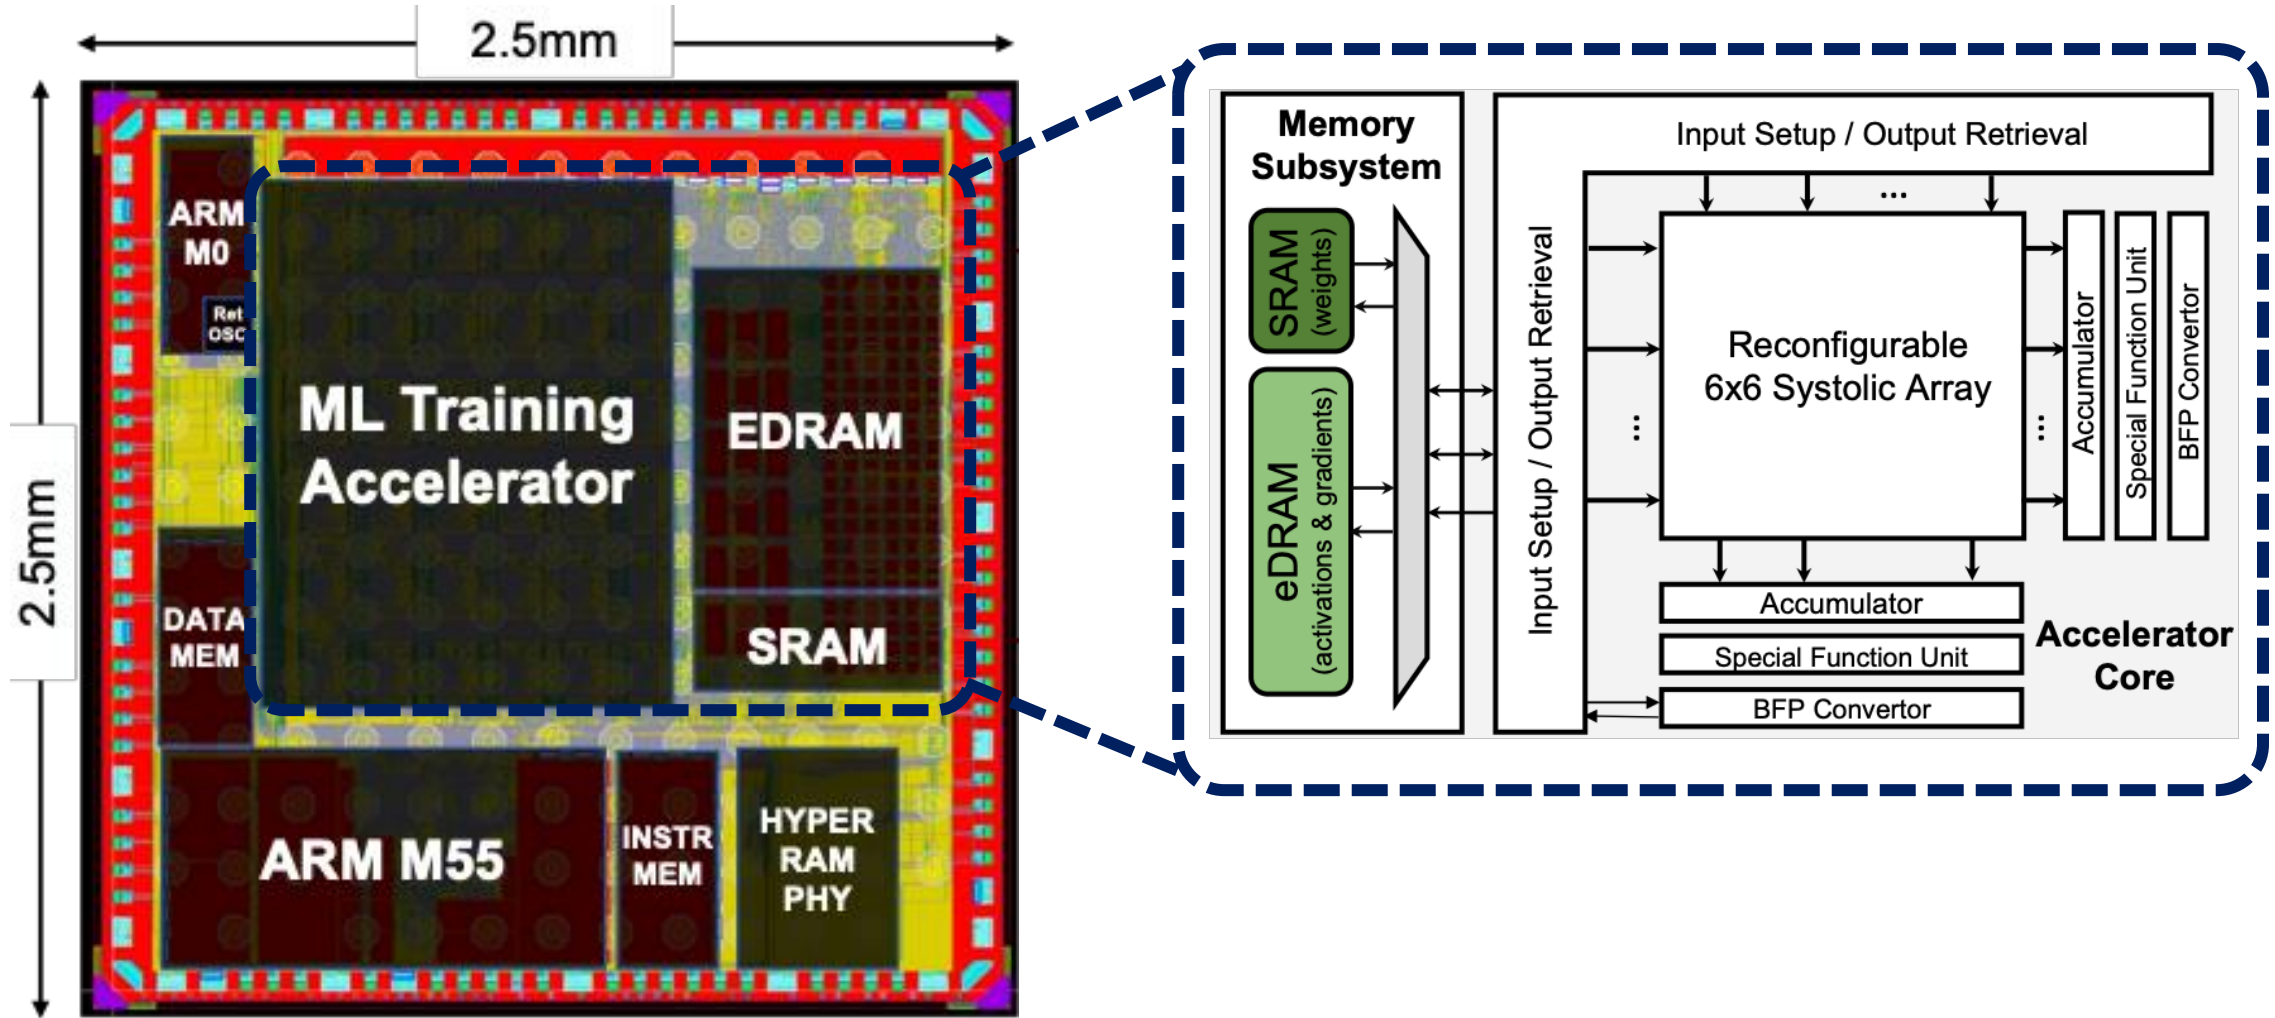 2.5mm
2.5mm
ARM
M0
Ret
OSC
ML Training
Accelerator
EDRAM
SRAM
DATA
MEM
ARM M55
INSTR
MEM
HYPER
RAM
PHY
Memory
Subsystem
SRAM
(weights)
eDRAM
(activations & gradients)
Input Setup / Output Retrieval
Input Setup / Output Retrieval
...
...
Reconfigurable
6x6 Systolic Array
...
Accumulator
Special Function Unit
BFP Convertor
Accumulator
Special Function Unit
BFP Convertor
Accelerator
Core